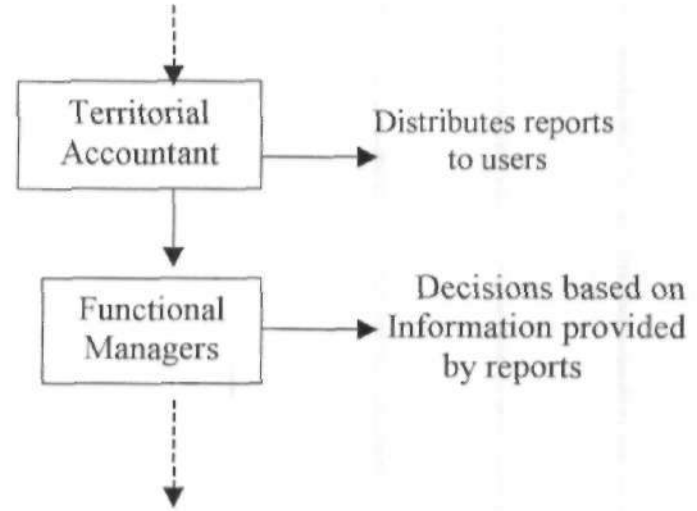 Territorial
Accountant
Distributes reports
to users
Functional
Managers
Decisions based on
Information provided
by reports